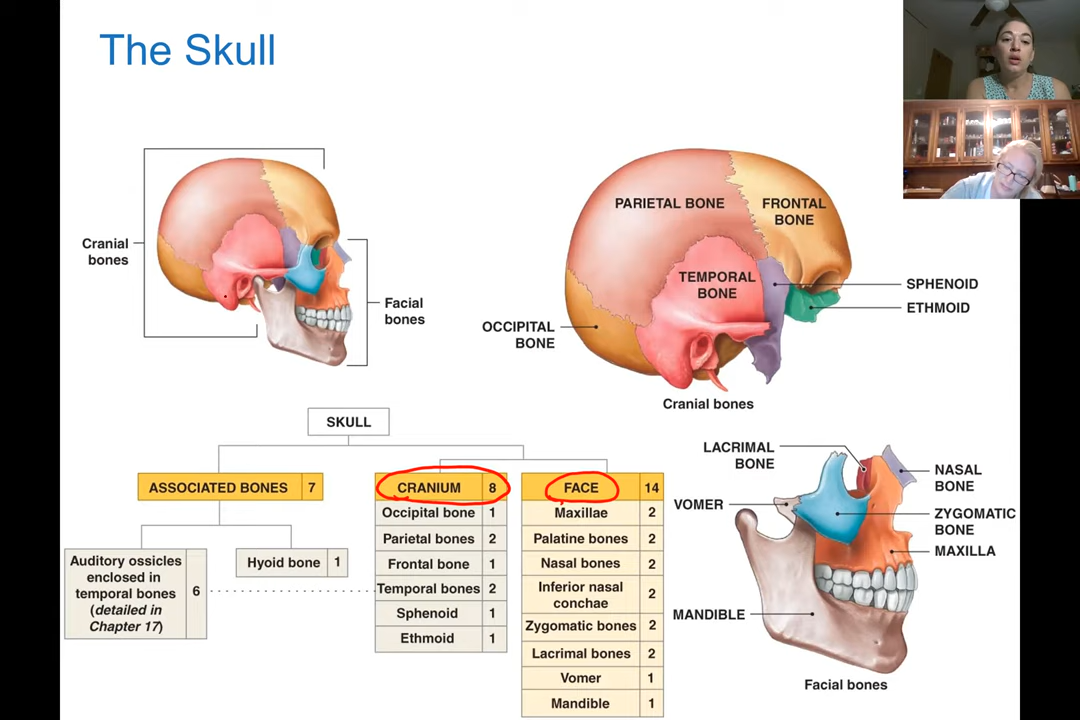 The Skull
Cranial
bones
Facial
bones
PARIETAL BONE
FRONTAL
BONE
TEMPORAL
BONE
SPHENOID
ETHMOID
OCCIPITAL
BONE
Cranial bones
SKULL
ASSOCIATED BONES 7
Auditory ossicles
enclosed in
temporal bones
(detailed in
Chapter 17)
6
Hyoid bone 1
CRANIUM 8
Occipital bone 1
Parietal bones 2
Frontal bone 1
Temporal bones 2
Sphenoid 1
Ethmoid 1
FACE 14
Maxillae 2
Palatine bones 2
Nasal bones 2
Inferior nasal
conchae
2
Zygomatic bones 2
Lacrimal bones 2
Vomer 1
Mandible 1
LACRIMAL
BONE
NASAL
BONE
VOMER
ZYGOMATIC
BONE
MAXILLA
MANDIBLE
Facial bones